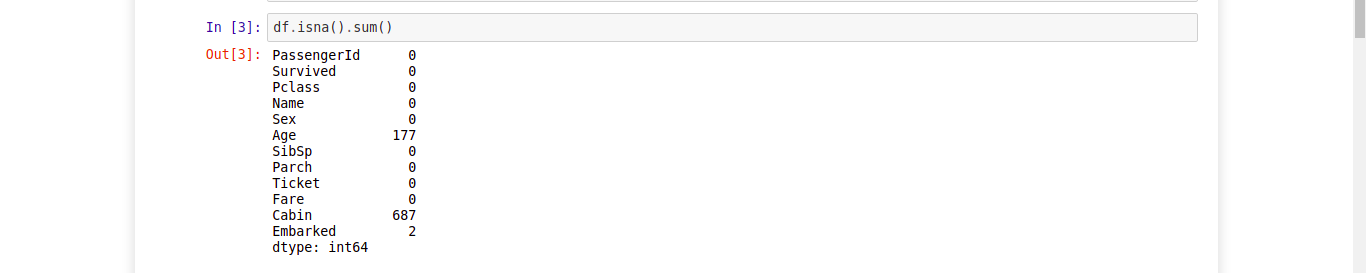 In [3]: df.isna().sum()
Out[3]: PassengerId 0
Survived 0
Pclass 0
Name 0
Sex 0
Age 177
SibSp 0
Parch 0
Ticket 0
Fare 0
Cabin 687
Embarked 2
dtype: int64